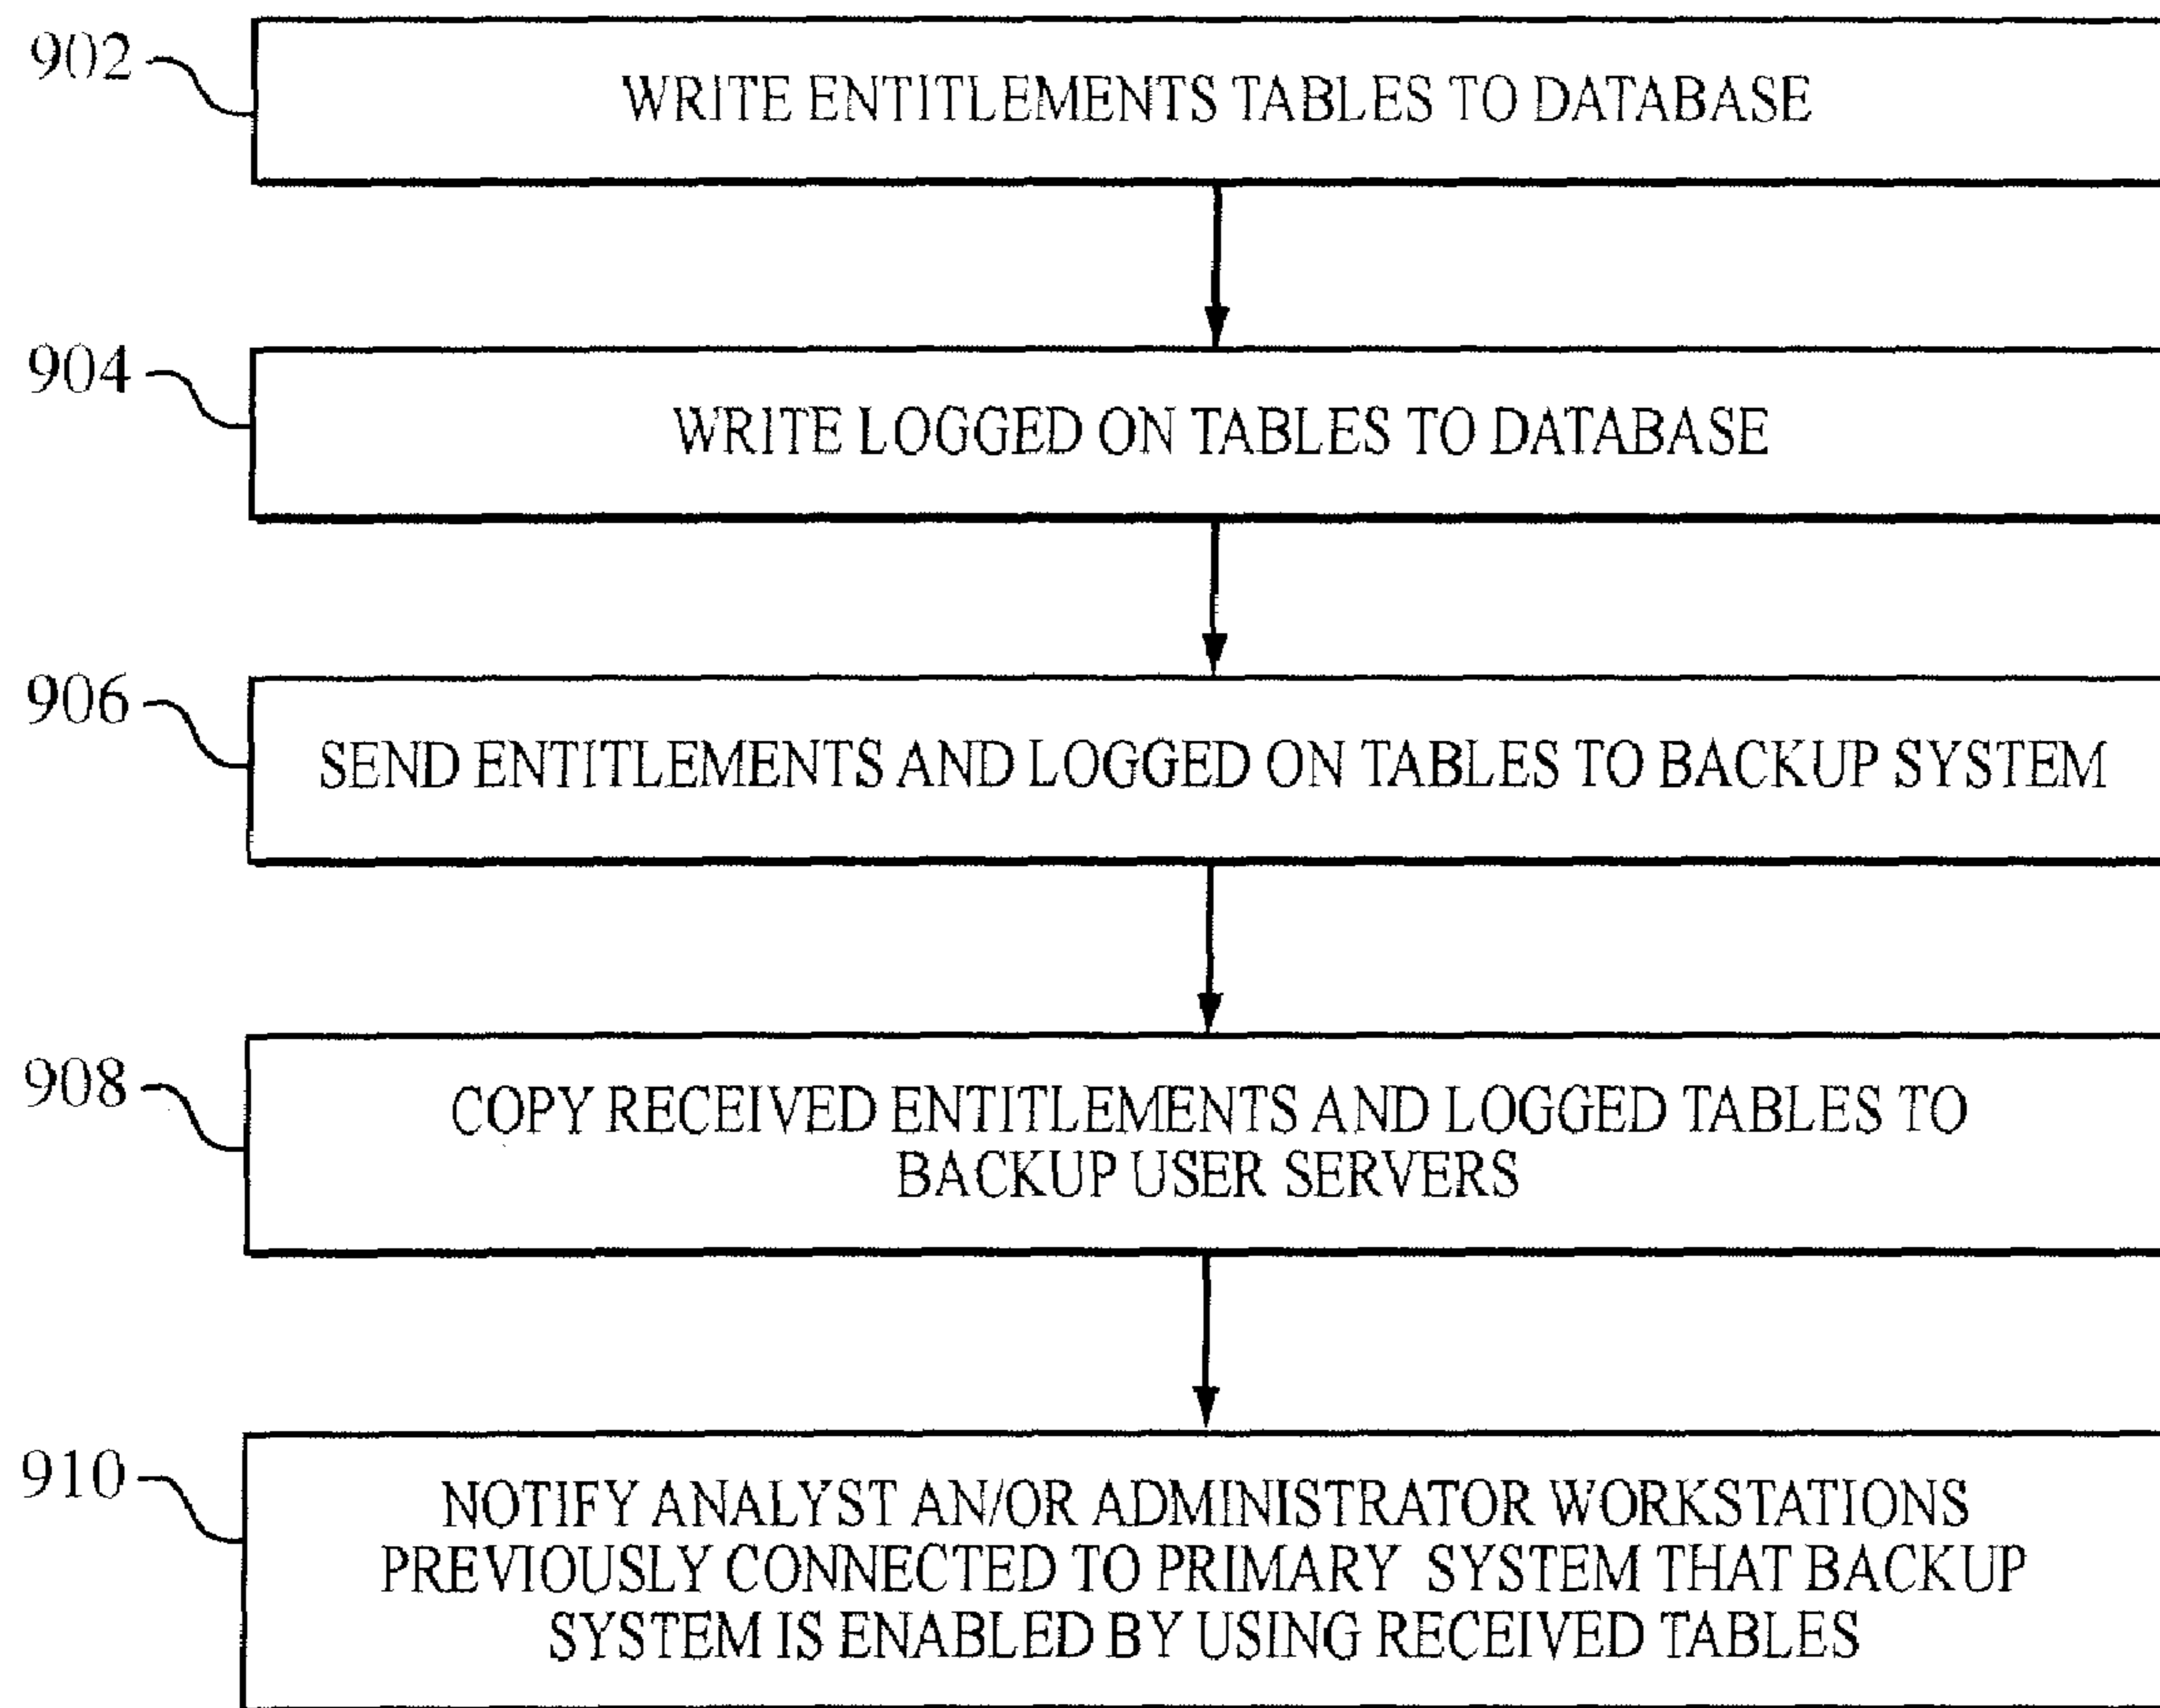 902
WRITE ENTITLEMENTS TABLES TO DATABASE
904
WRITE LOGGED ON TABLES TO DATABASE
906
SEND ENTITLEMENTS AND LOGGED ON TABLES TO BACKUP SYSTEM
908
COPY RECEIVED ENTITLEMENTS AND LOGGED TABLES TO
BACKUP USER SERVERS
910
NOTIFY ANALYST AN/OR ADMINISTRATOR WORKSTATIONS
PREVIOUSLY CONNECTED TO PRIMARY SYSTEM THAT BACKUP
SYSTEM IS ENABLED BY USING RECEIVED TABLES